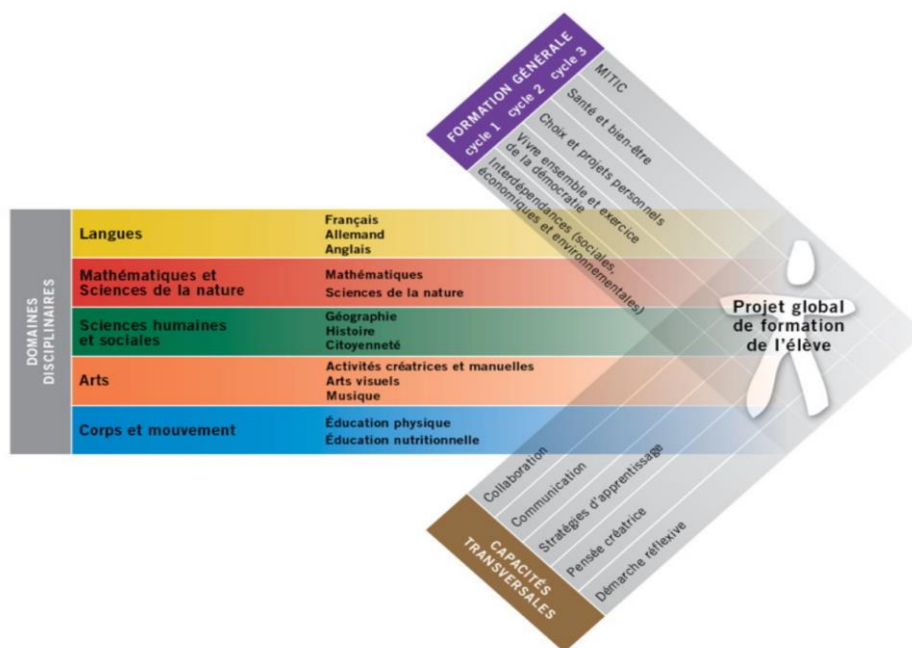 FORMATION GÉNÉRALE
cycle 1 cycle 2 cycle 3
MITIC
Santé et bien-être
Choix et projets personnels
Vivre ensemble et exercice
de la démocratie
Interdépendances (sociales,
économiques et environnementales)
DOMAINES
DISCIPLINAIRES
Langues
Français
Allemand
Anglais
Mathématiques et
Sciences de la nature
Mathématiques
Sciences de la nature
Sciences humaines
et sociales
Géographie
Histoire
Citoyenneté
Arts
Activités créatrices et manuelles
Arts visuels
Musique
Corps et mouvement
Éducation physique
Éducation nutritionnelle
Projet global
de formation
de l'élève
Collaboration
Communication
Stratégies d'apprentissage
Pensée créatrice
Démarche réflexive
CAPACITÉS
TRANSVERSALES